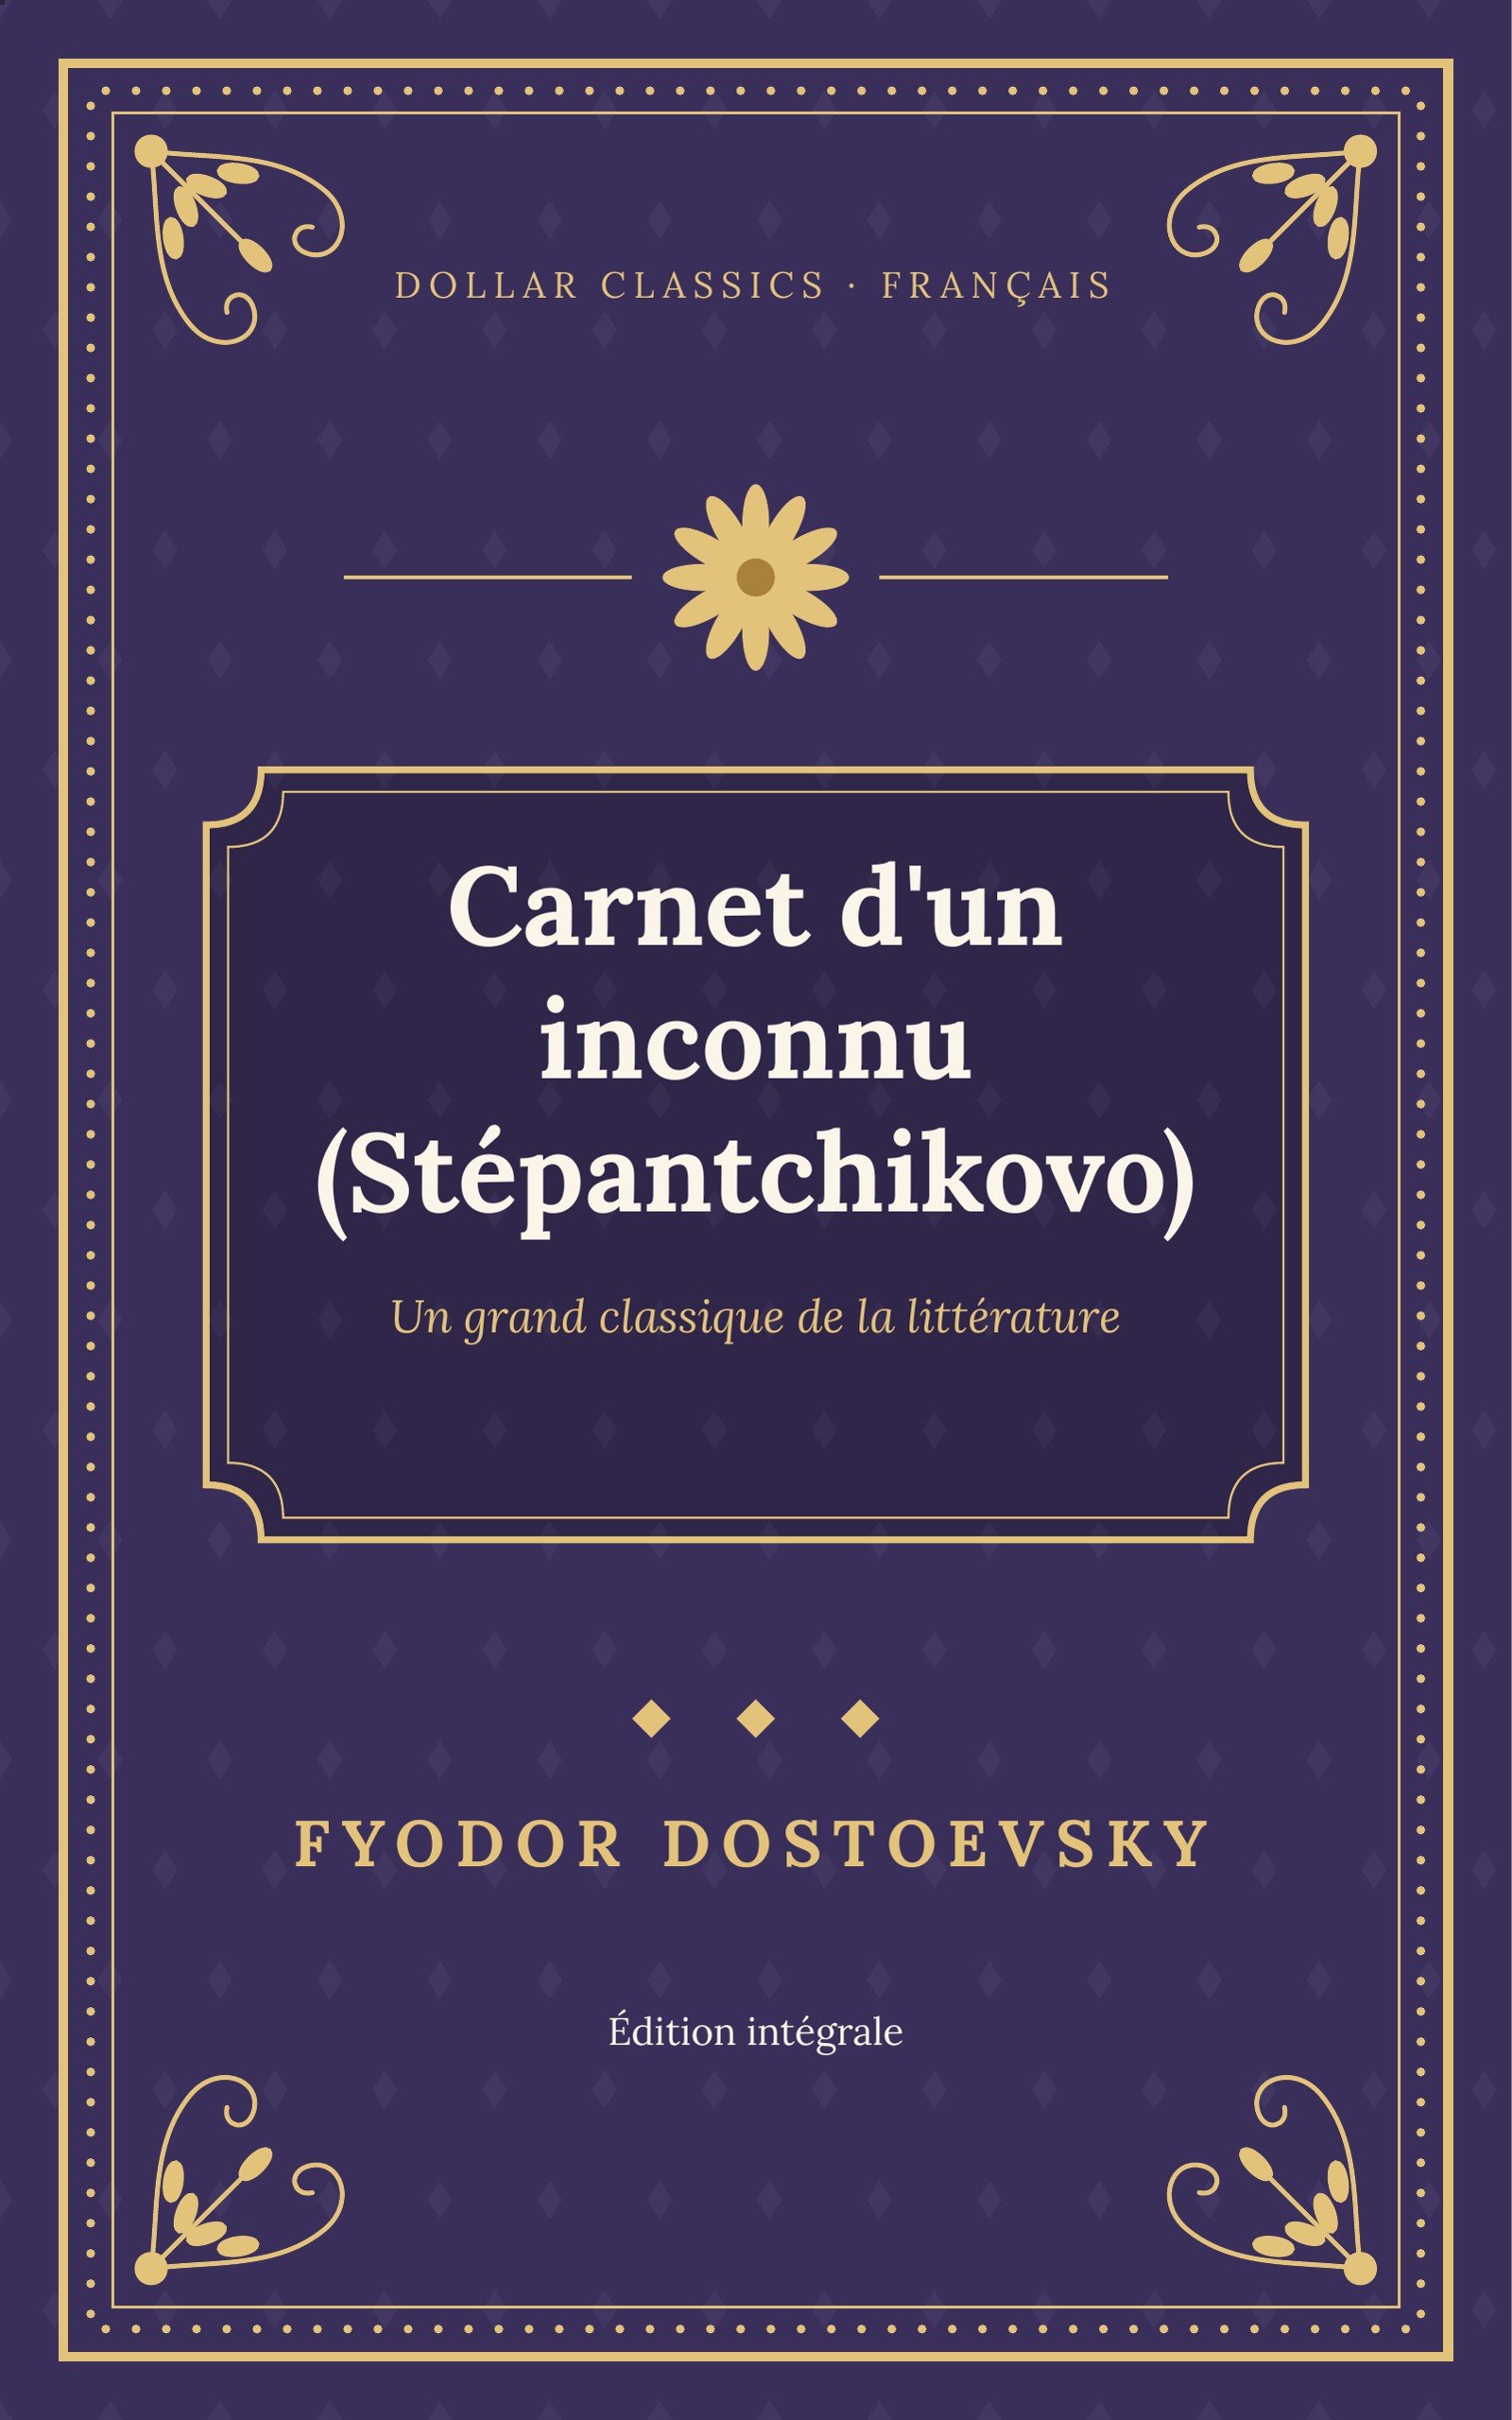 DOLLAR CLASSICS · FRANÇAIS
Carnet d'un
inconnu
(Stépantchikovo)
Un grand classique de la littérature
FYODOR DOSTOEVSKY
Édition intégrale